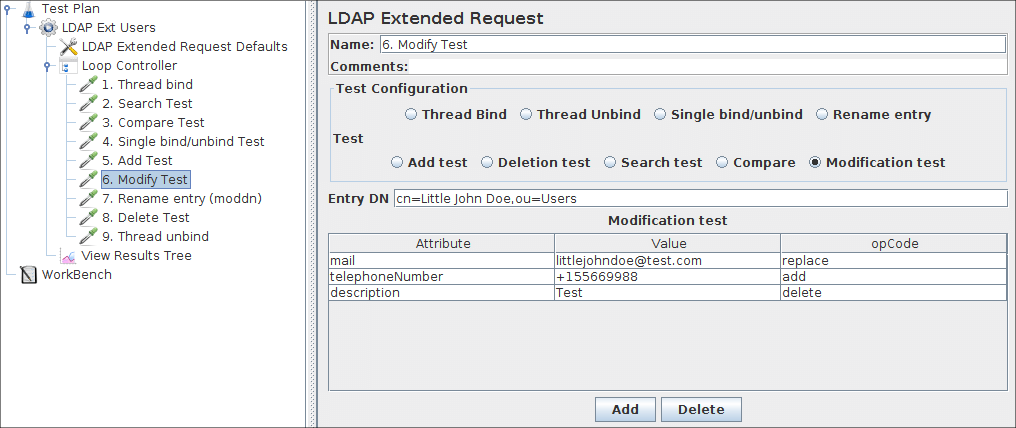 Test Plan
LDAP Ext Users
LDAP Extended Request Defaults
Loop Controller
1. Thread bind
2. Search Test
3. Compare Test
4. Single bind/unbind Test
5. Add Test
6. Modify Test
7. Rename entry (moddn)
8. Delete Test
9. Thread unbind
View Results Tree
WorkBench
LDAP Extended Request
Name: 6. Modify Test
Comments:
Test Configuration
Thread Bind Thread Unbind Single bind/unbind Rename entry
Test
Add test Deletion test Search test Compare Modification test
Entry DN cn=Little John Doe,ou=Users
Modification test
Attribute Value opCode
mail littlejohndoe@test.com replace
telephoneNumber +155669988 add
description Test delete
Add Delete